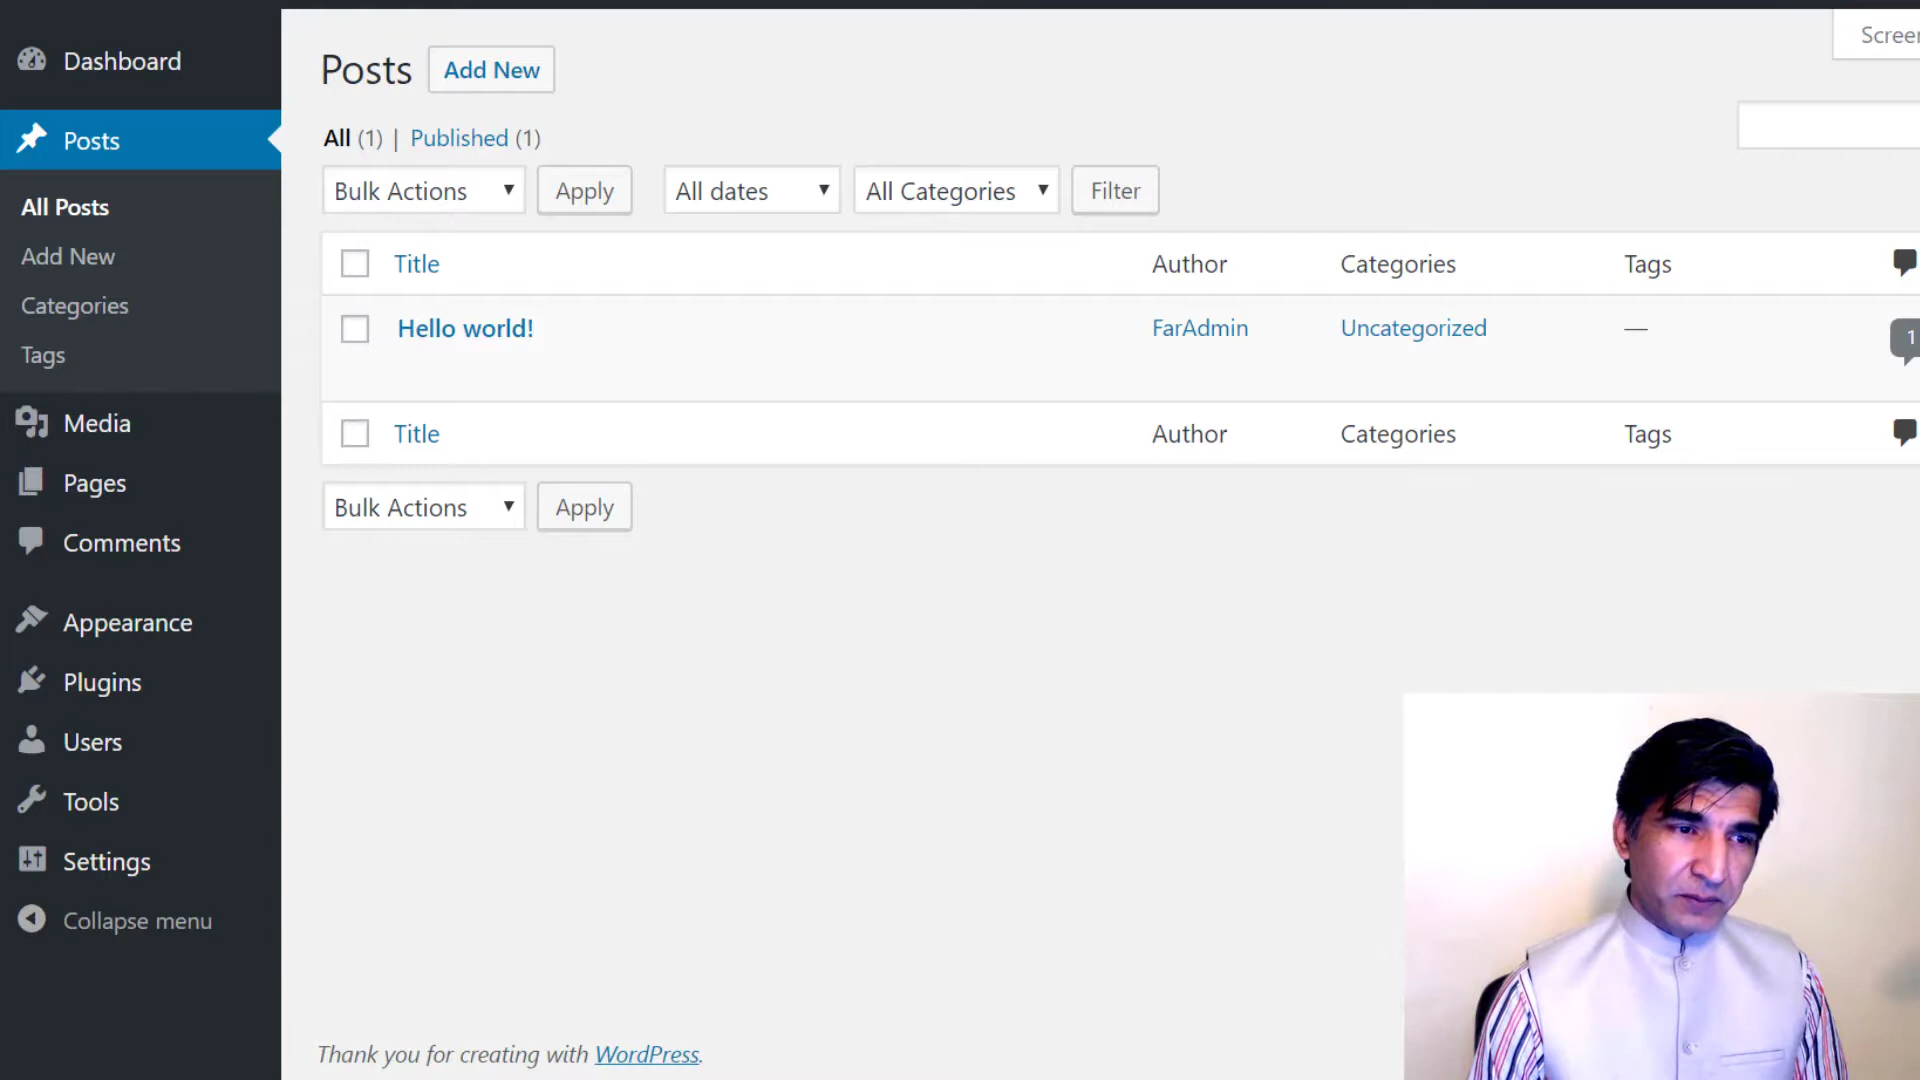 Dashboard
Posts
All Posts
Add New
Categories
Tags
Media
Pages
Comments
Appearance
Plugins
Users
Tools
Settings
Collapse menu
Posts Add New
All (1) | Published (1)
Bulk Actions Apply All dates All Categories Filter
Title Author Categories Tags
Hello world! FarAdmin Uncategorized — 1
Title Author Categories Tags
Bulk Actions Apply
Thank you for creating with WordPress.